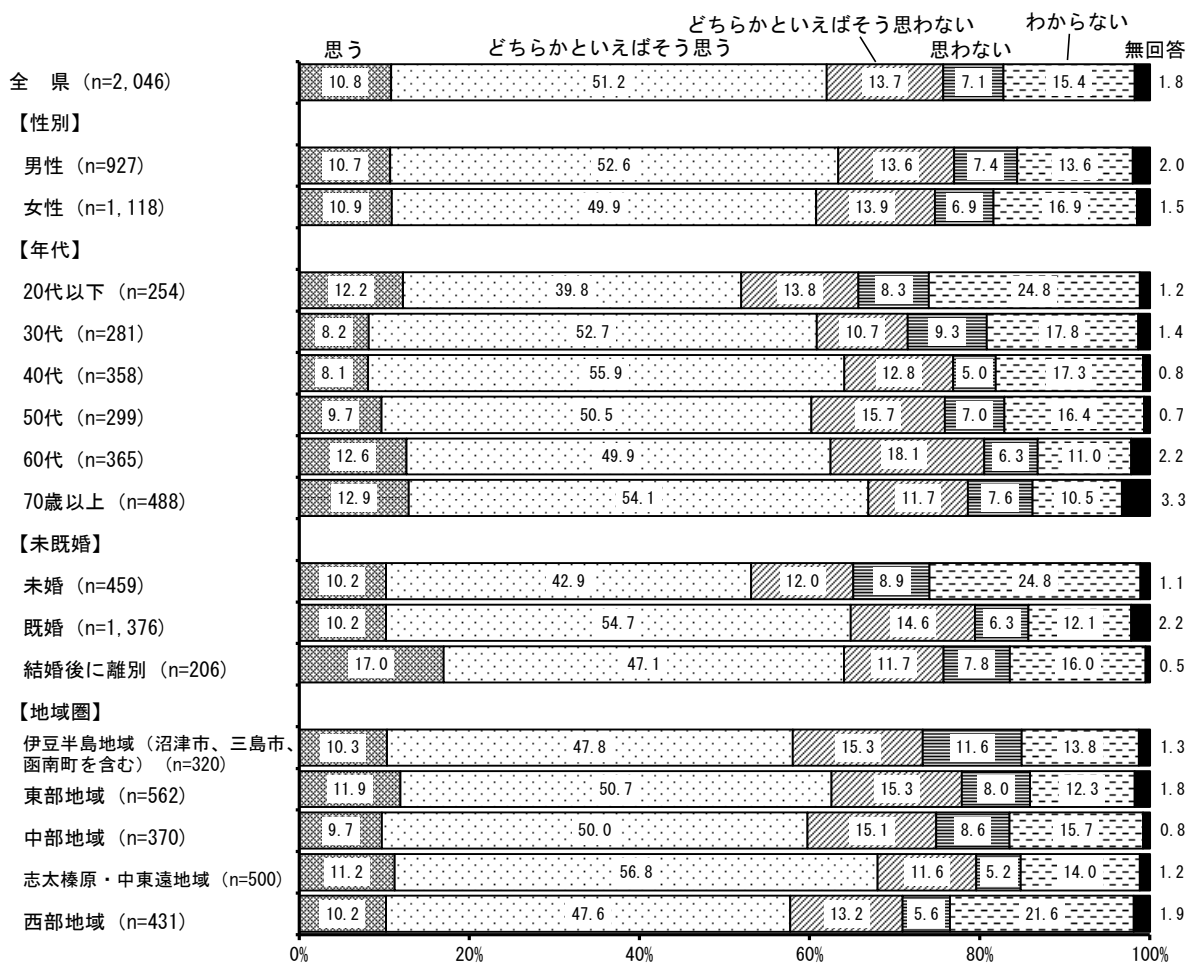 どちらかといえばそう思わない わからない
思う どちらかといえばそう思う 思わない 無回答
全　県 (n=2,046) 10.8 51.2 13.7 7.1 15.4 1.8
【性別】
男性 (n=927) 10.7 52.6 13.6 7.4 13.6 2.0
女性 (n=1,118) 10.9 49.9 13.9 6.9 16.9 1.5
【年代】
20代以下 (n=254) 12.2 39.8 13.8 8.3 24.8 1.2
30代 (n=281) 8.2 52.7 10.7 9.3 17.8 1.4
40代 (n=358) 8.1 55.9 12.8 5.0 17.3 0.8
50代 (n=299) 9.7 50.5 15.7 7.0 16.4 0.7
60代 (n=365) 12.6 49.9 18.1 6.3 11.0 2.2
70歳以上 (n=488) 12.9 54.1 11.7 7.6 10.5 3.3
【未既婚】
未婚 (n=459) 10.2 42.9 12.0 8.9 24.8 1.1
既婚 (n=1,376) 10.2 54.7 14.6 6.3 12.1 2.2
結婚後に離別 (n=206) 17.0 47.1 11.7 7.8 16.0 0.5
【地域圏】
伊豆半島地域（沼津市、三島市、
函南町を含む） (n=320) 10.3 47.8 15.3 11.6 13.8 1.3
東部地域 (n=562) 11.9 50.7 15.3 8.0 12.3 1.8
中部地域 (n=370) 9.7 50.0 15.1 8.6 15.7 0.8
志太榛原・中東遠地域 (n=500) 11.2 56.8 11.6 5.2 14.0 1.2
西部地域 (n=431) 10.2 47.6 13.2 5.6 21.6 1.9
0% 20% 40% 60% 80% 100%